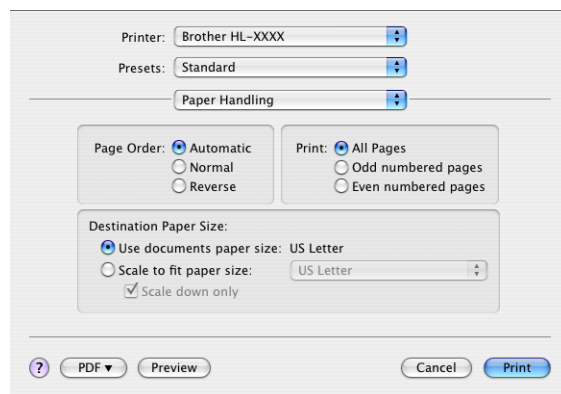 Printer: Brother HL-XXXX
Presets: Standard
Paper Handling
Page Order: Automatic
Normal
Reverse
Print: All Pages
Odd numbered pages
Even numbered pages
Destination Paper Size:
Use documents paper size: US Letter
Scale to fit paper size: US Letter
Scale down only
? PDF▼ Preview Cancel Print